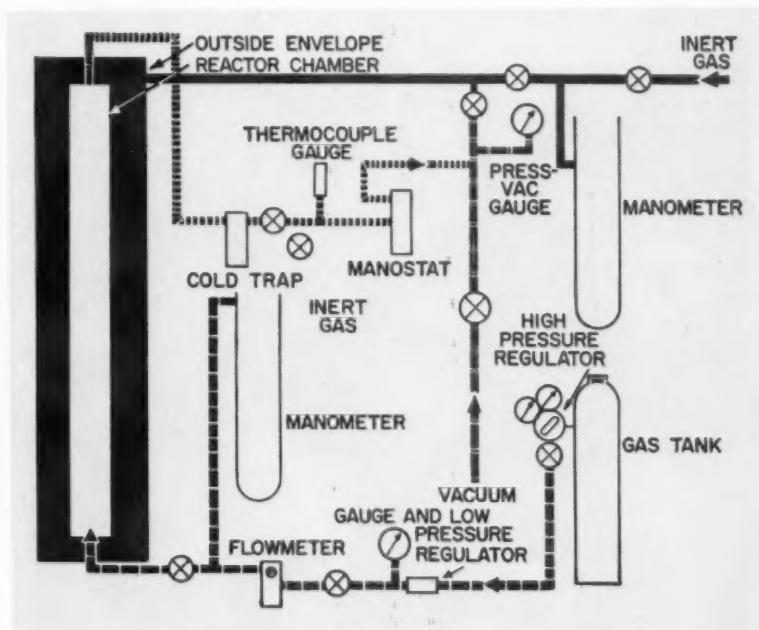 OUTSIDE ENVELOPE
REACTOR CHAMBER
INERT
GAS
THERMOCOUPLE
GAUGE
PRESS-
VAC
GAUGE
MANOMETER
MANOSTAT
COLD TRAP
INERT
GAS
HIGH
PRESSURE
REGULATOR
MANOMETER
GAS TANK
VACUUM
GAUGE AND LOW
PRESSURE
REGULATOR
FLOWMETER